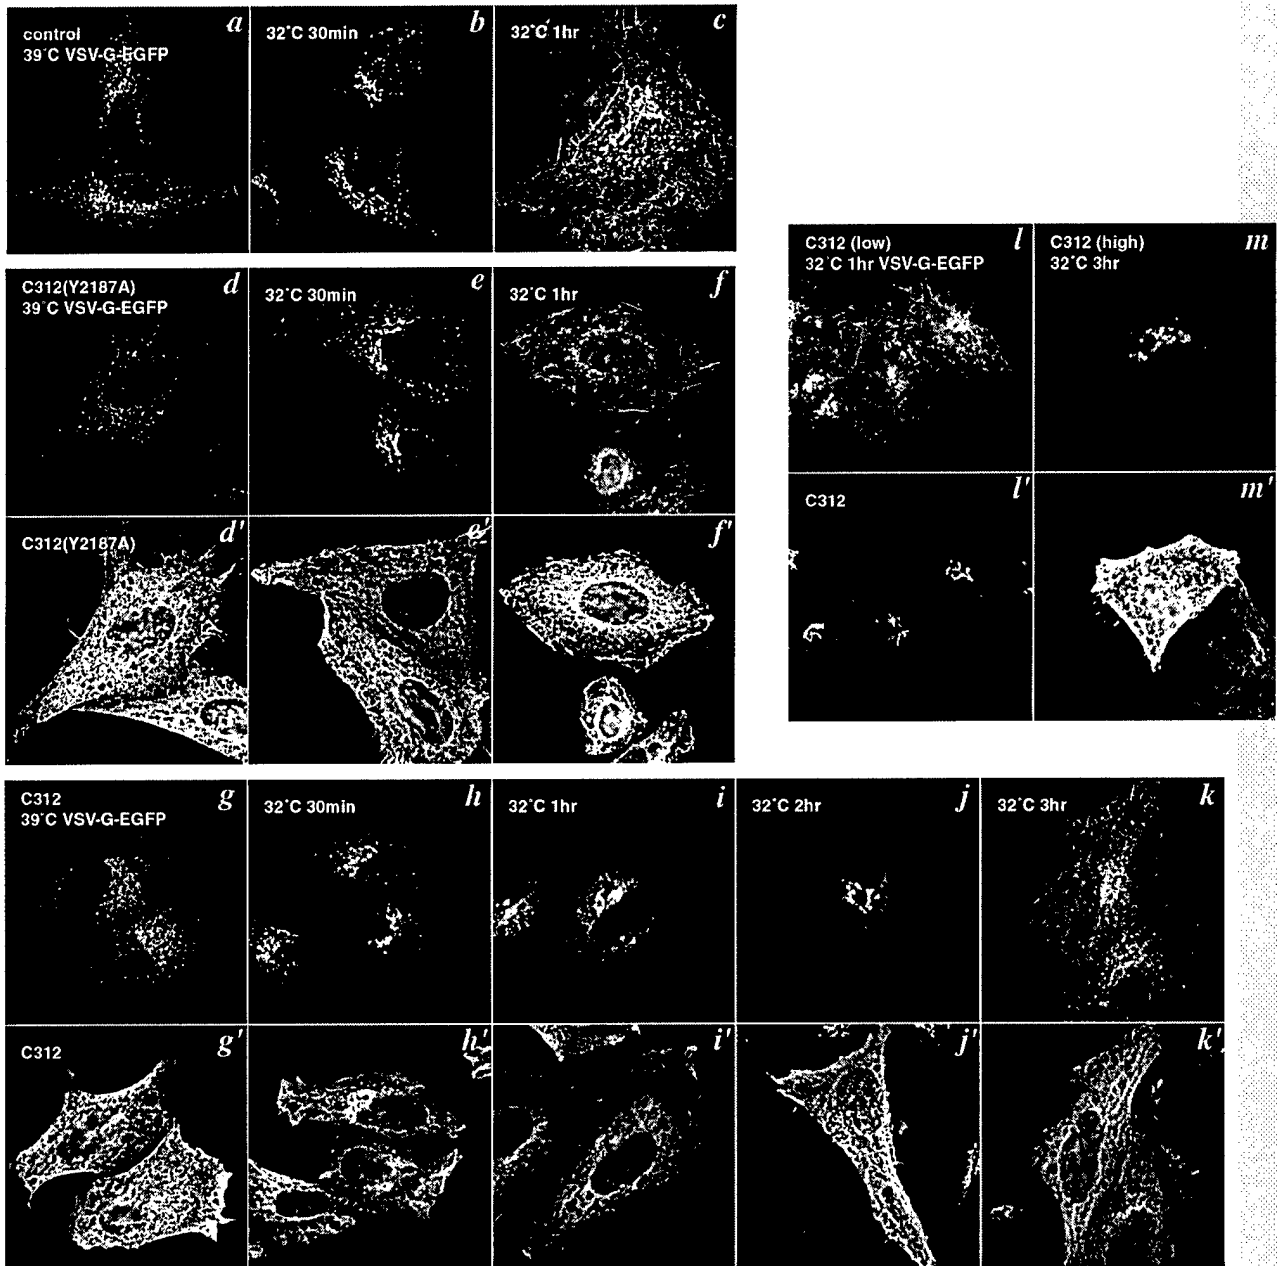 control
39°C VSV-G-EGFP
a
32°C 30min
b
32°C 1hr
c
C312(Y2187A)
39°C VSV-G-EGFP
d
32°C 30min
e
32°C 1hr
f
C312(Y2187A)
d'
e'
f'
C312 (low)
32°C 1hr VSV-G-EGFP
l
C312 (high)
32°C 3hr
m
C312
l'
m'
C312
39°C VSV-G-EGFP
g
32°C 30min
h
32°C 1hr
i
32°C 2hr
j
32°C 3hr
k
C312
g'
h'
i'
j'
k'